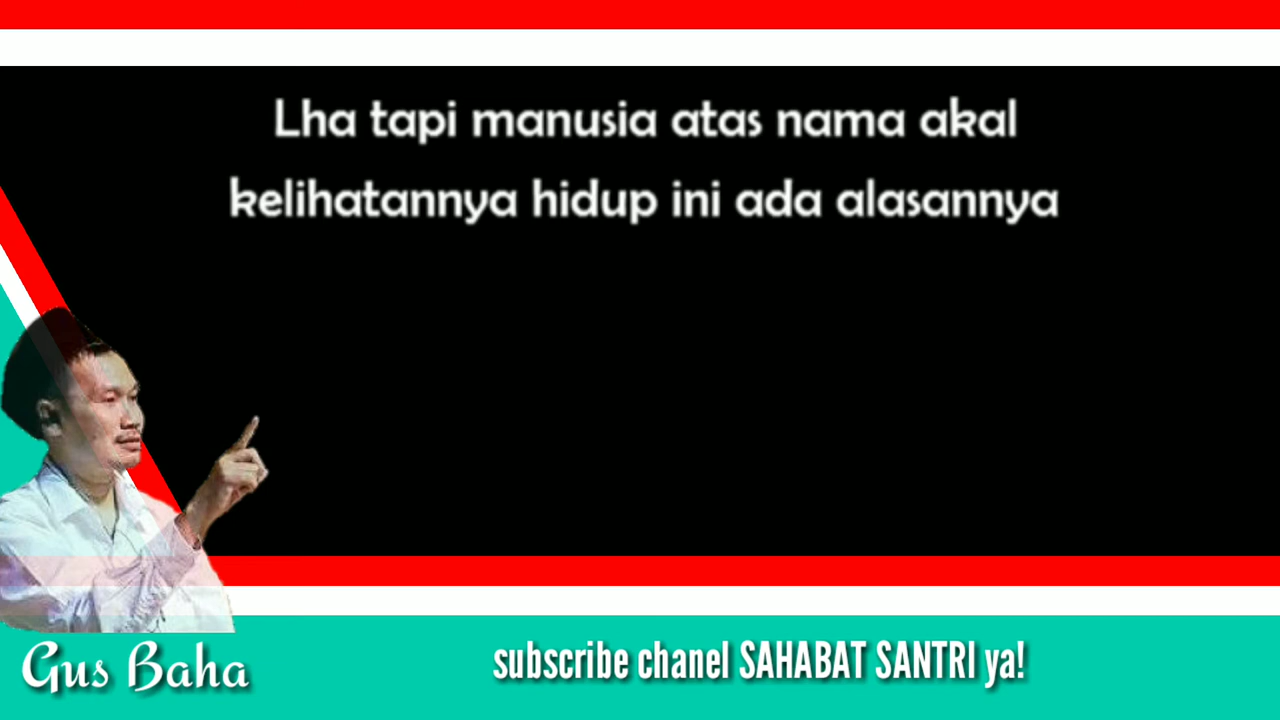 Lha tapi manusia atas nama akal
kelihatannya hidup ini ada alasannya
Gus Baha
subscribe chanel SAHABAT SANTRI ya!